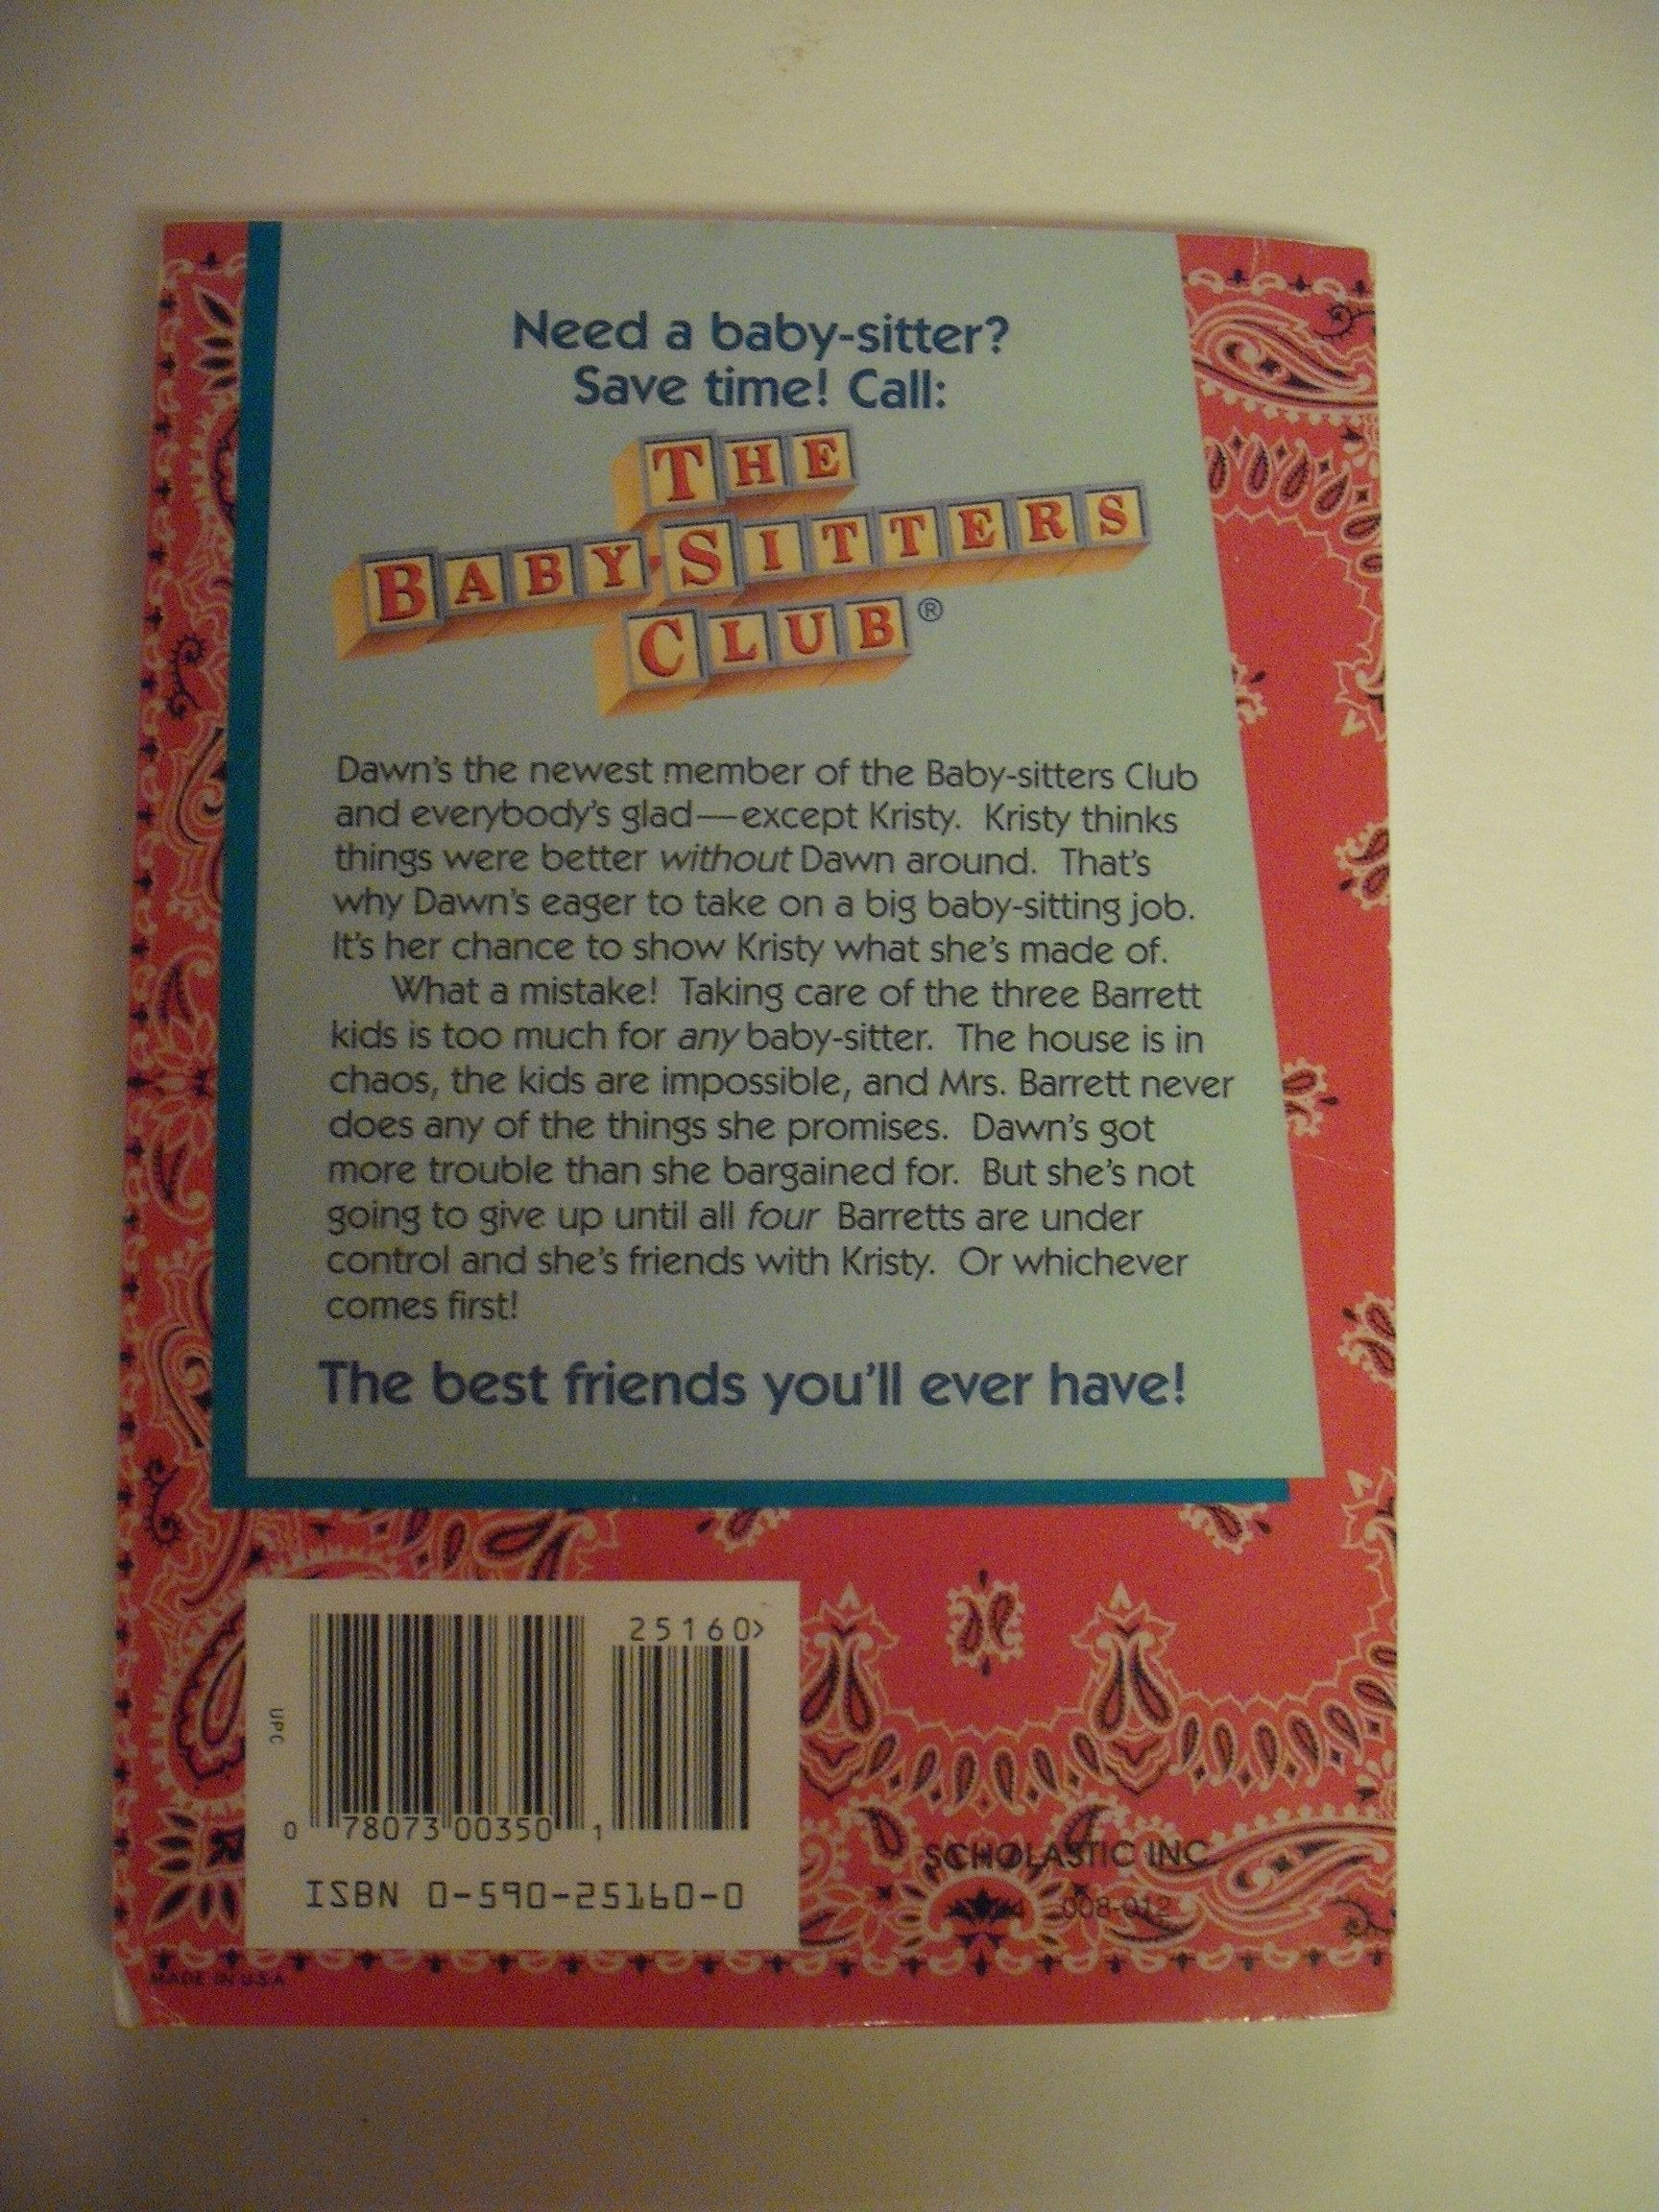 Need a baby-sitter?
Save time! Call:
THE
BABY-SITTERS
CLUB®
Dawn's the newest member of the Baby-sitters Club
and everybody's glad—except Kristy. Kristy thinks
things were better without Dawn around. That's
why Dawn's eager to take on a big baby-sitting job.
It's her chance to show Kristy what she's made of.
What a mistake! Taking care of the three Barrett
kids is too much for any baby-sitter. The house is in
chaos, the kids are impossible, and Mrs. Barrett never
does any of the things she promises. Dawn's got
more trouble than she bargained for. But she's not
going to give up until all four Barretts are under
control and she's friends with Kristy. Or whichever
comes first!
The best friends you'll ever have!
25160>
UPC
0 78073 00350 1
ISBN 0-590-25160-0
SCHOLASTIC INC
008-012
MADE IN U.S.A